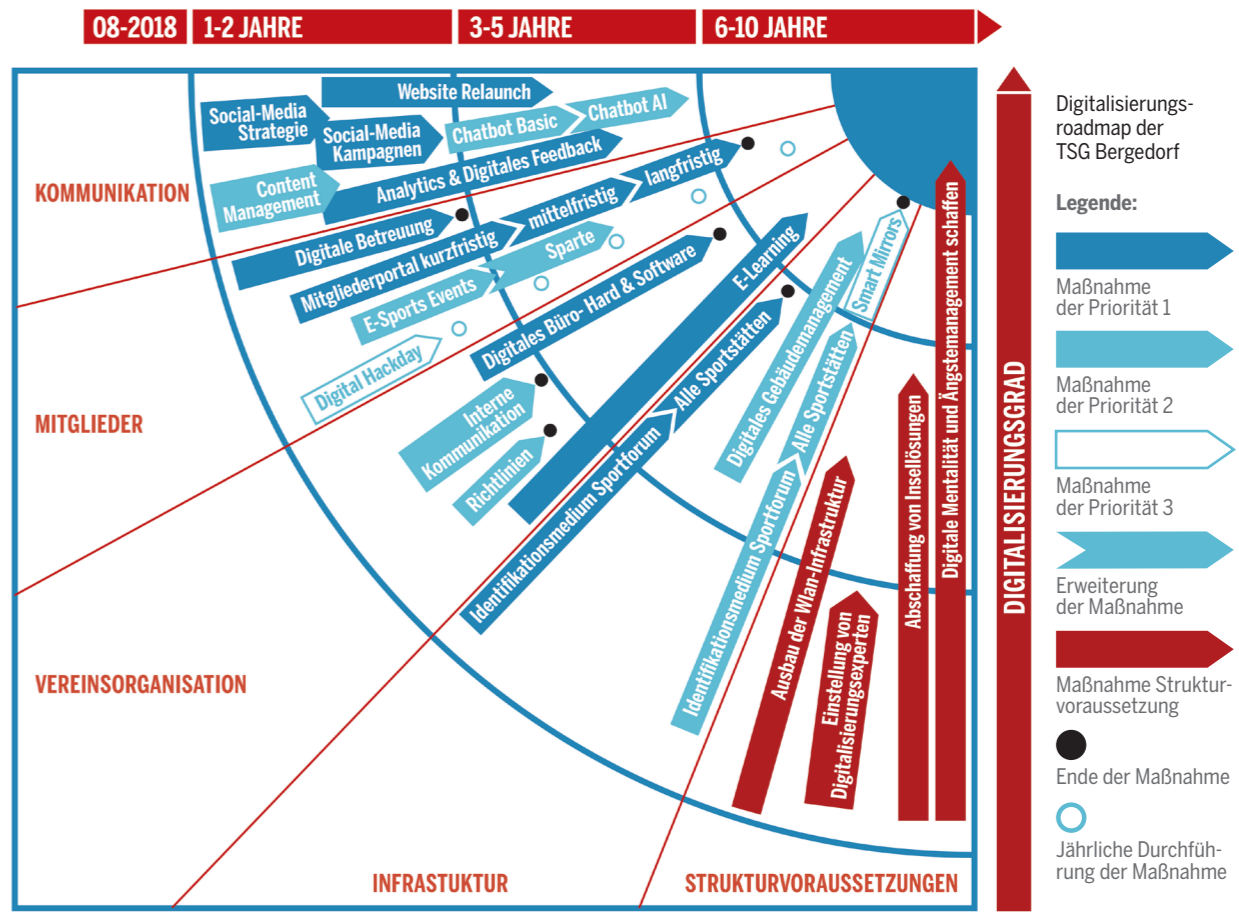 08-2018
1-2 JAHRE
3-5 JAHRE
6-10 JAHRE
KOMMUNIKATION
Social-Media
Strategie
Website Relaunch
Social-Media
Kampagnen
Chatbot Basic
Chatbot AI
Content
Management
Analytics & Digitales Feedback
MITGLIEDER
Digitale Betreuung
Mitgliederportal kurzfristig
mittelfristig
langfristig
E-Sports Events
Sparte
Digital Hackday
VEREINSORGANISATION
Digitales Büro- Hard & Software
Interne
Kommunikation
Richtlinien
E-Learning
INFRASTUKTUR
Identifikationsmedium Sportforum
Alle Sportstätten
Digitales Gebäudemanagement
Smart Mirrors
Identifikationsmedium Sportforum
Alle Sportstätten
STRUKTURVORAUSSETZUNGEN
Ausbau der Wlan-Infrastruktur
Einstellung von
Digitalisierungsexperten
Abschaffung von Insellösungen
Digitale Mentalität und Ängstemanagement schaffen
DIGITALISIERUNGSGRAD
Digitalisierungs-
roadmap der
TSG Bergedorf
Legende:
Maßnahme
der Priorität 1
Maßnahme
der Priorität 2
Maßnahme
der Priorität 3
Erweiterung
der Maßnahme
Maßnahme Struktur-
voraussetzung
Ende der Maßnahme
Jährliche Durchfüh-
rung der Maßnahme